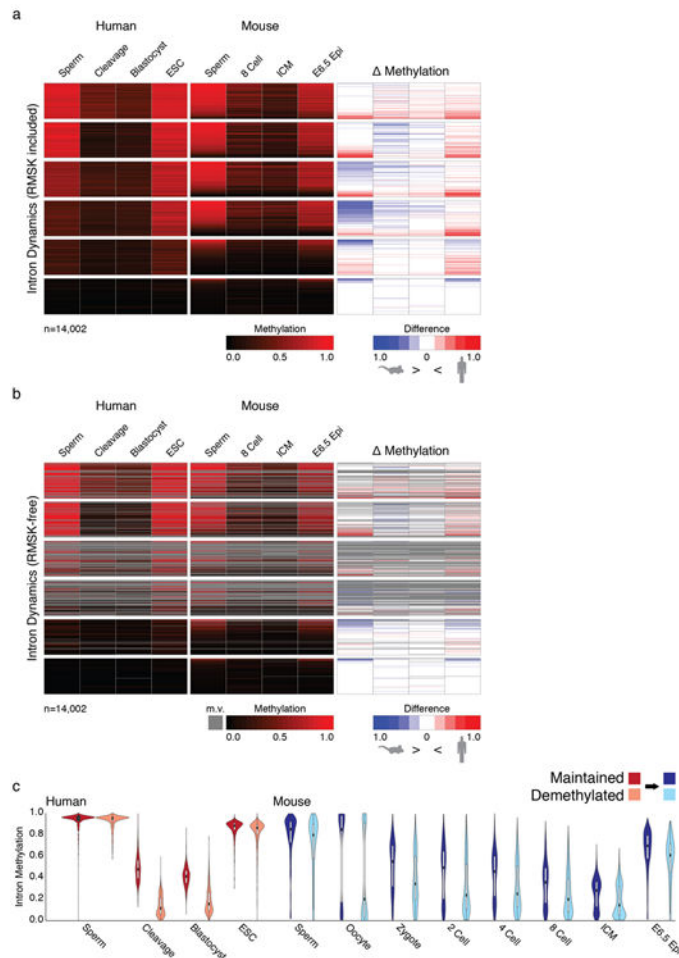 a
Human Mouse
Sperm Cleavage Blastocyst ESC Sperm 8 Cell ICM E6.5 Epi
Δ Methylation
Intron Dynamics (RMSK included)
n=14,002
Methylation
0.0 0.5 1.0
Difference
1.0 0 1.0
> <
b
Human Mouse
Sperm Cleavage Blastocyst ESC Sperm 8 Cell ICM E6.5 Epi
Δ Methylation
Intron Dynamics (RMSK-free)
n=14,002
m.v.
Methylation
0.0 0.5 1.0
Difference
1.0 0 1.0
> <
c
Maintained
Demethylated
Human Mouse
Intron Methylation
1.0
0.8
0.6
0.4
0.2
0.0
Sperm Cleavage Blastocyst ESC Sperm Oocyte Zygote 2 Cell 4 Cell 8 Cell ICM E6.5 Epi